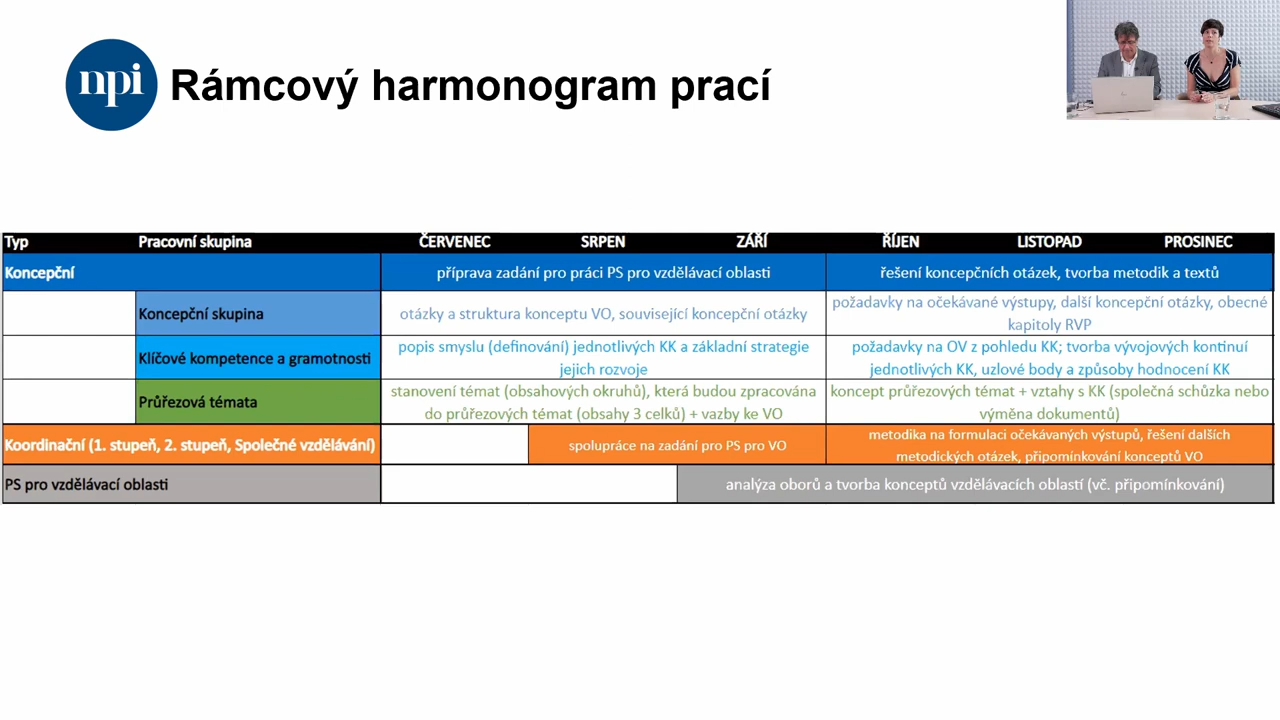 npi
Rámcový harmonogram prací
Typ Pracovní skupina ČERVENEC SRPEN ZÁŘÍ ŘÍJEN LISTOPAD PROSINEC
Koncepční příprava zadání pro práci PS pro vzdělávací oblasti řešení koncepčních otázek, tvorba metodik a textů
Koncepční skupina otázky a struktura konceptu VO, související koncepční otázky požadavky na očekávané výstupy, další koncepční otázky, obecné
kapitoly RVP
Klíčové kompetence a gramotnosti popis smyslu (definování) jednotlivých KK a základní strategie
jejich rozvoje
požadavky na OV z pohledu KK; tvorba vývojových kontinuí
jednotlivých KK, uzlové body a způsoby hodnocení KK
Průřezová témata stanovení témat (obsahových okruhů), která budou zpracována
do průřezových témat (obsahy 3 celků) + vazby ke VO
koncept průřezových témat + vztahy s KK (společná schůzka nebo
výměna dokumentů)
Koordinační (1. stupeň, 2. stupeň, Společné vzdělávání) spolupráce na zadání pro PS pro VO metodika na formulaci očekávaných výstupů, řešení dalších
metodických otázek, připomínkování konceptů VO
PS pro vzdělávací oblasti analýza oborů a tvorba konceptů vzdělávacích oblastí (vč. připomínkování)